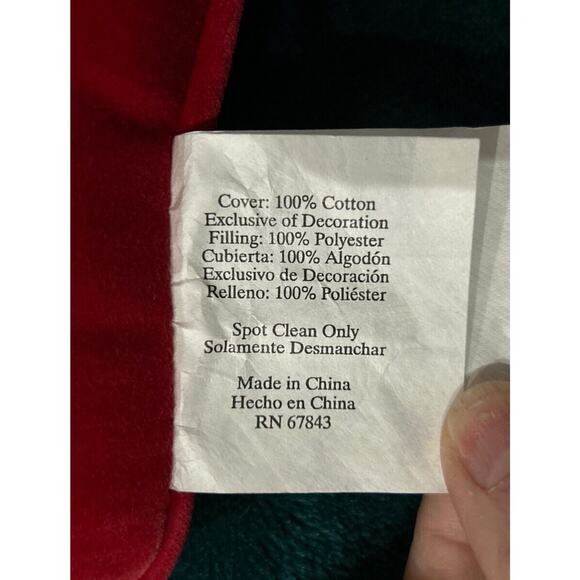 Cover: 100% Cotton
Exclusive of Decoration
Filling: 100% Polyester
Cubierta: 100% Algodón
Exclusivo de Decoración
Relleno: 100% Poliéster
Spot Clean Only
Solamente Desmanchar
Made in China
Hecho en China
RN 67843